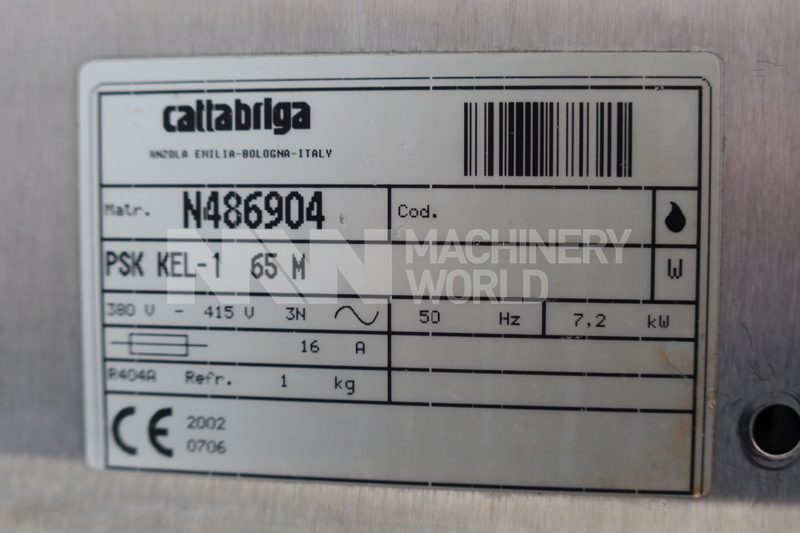 cattabriga
ANZOLA EMILIA-BOLOGNA-ITALY
Matr. N486904 Cod.
PSK KEL-1 65 M W
380 V - 415 V 3N 50 Hz 7,2 kW
16 A
R404A Refr. 1 kg
CE 2002
0706
MACHINERY
WORLD